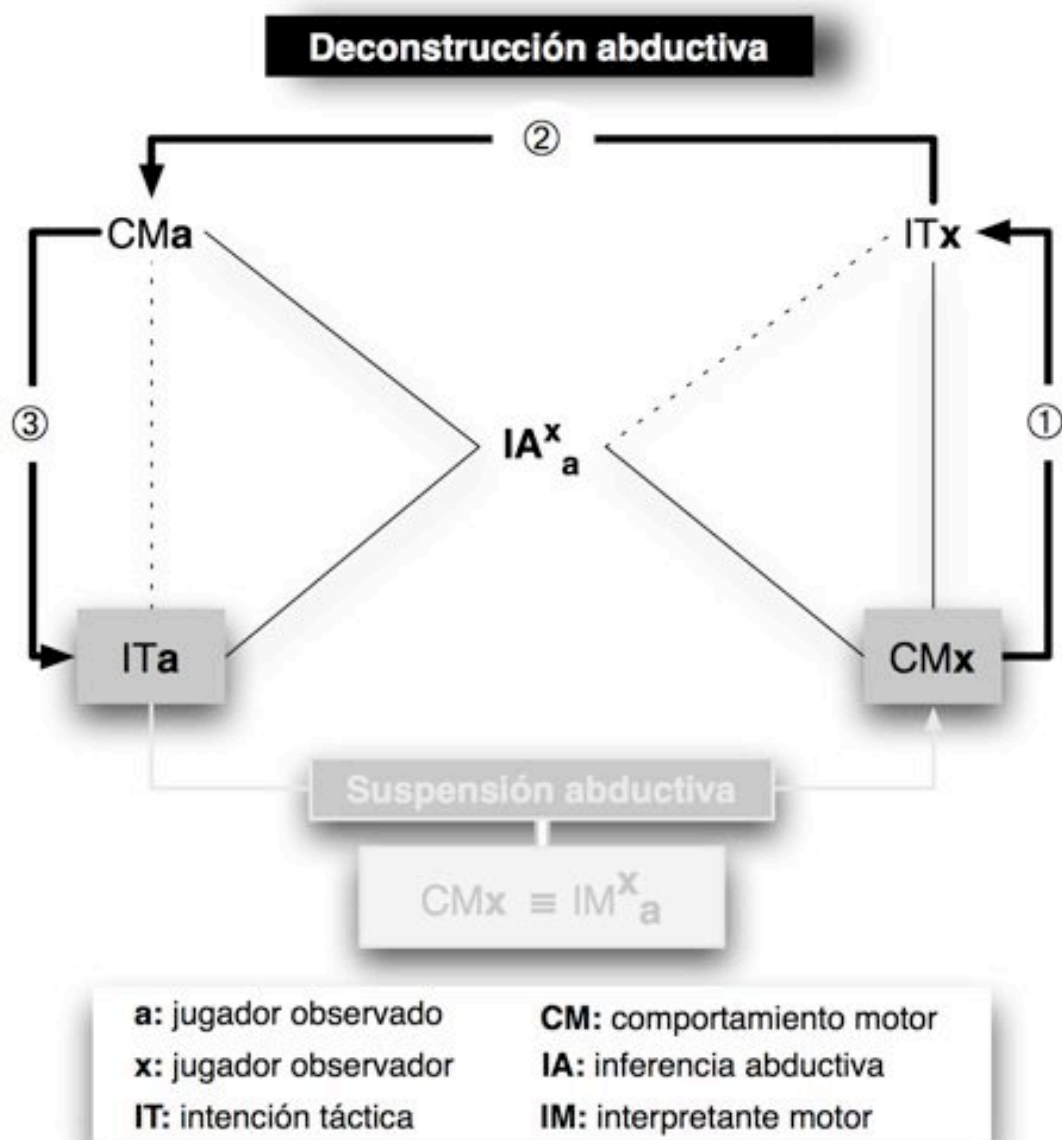 Deconstrucción abductiva
②
CMa ITx
③ ①
IAˣₐ
ITa CMx
Suspensión abductiva
CMx ≡ IMˣₐ
a: jugador observado CM: comportamiento motor
x: jugador observador IA: inferencia abductiva
IT: intención táctica IM: interpretante motor